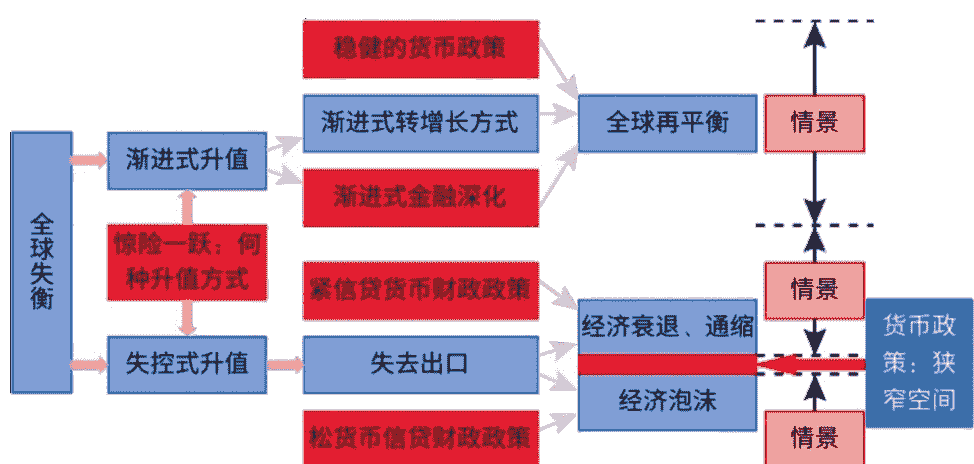 稳健的货币政策
渐进式转增长方式
全球再平衡
情景
渐进式升值
渐进式金融深化
全球失衡
惊险一跃：何
种升值方式
紧信贷货币财政政策
情景
经济衰退、通缩
货币政
策：狭
窄空间
失控式升值
失去出口
经济泡沫
松货币信贷财政政策
情景